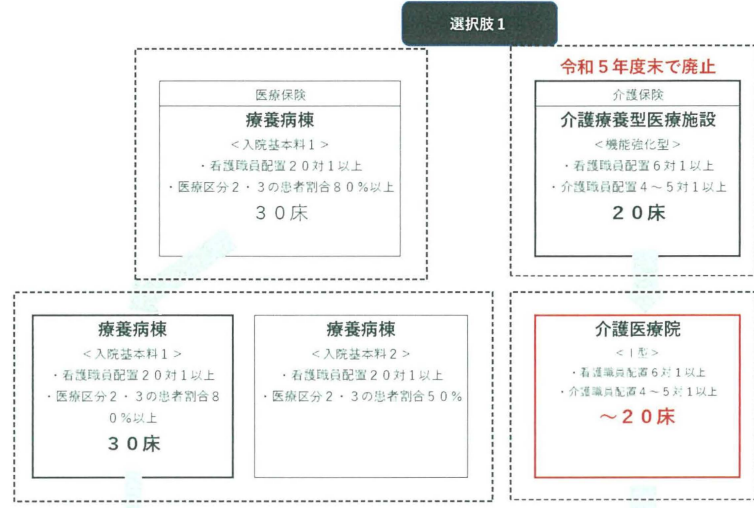 選択肢1
医療保険
療養病棟
<入院基本料1>
・看護職員配置20対1以上
・医療区分2・3の患者割合80%以上
30床
令和5年度末で廃止
介護保険
介護療養型医療施設
<機能強化型>
・看護職員配置6対1以上
・介護職員配置4～5対1以上
20床
療養病棟
<入院基本料1>
・看護職員配置20対1以上
・医療区分2・3の患者割合8
0%以上
30床
療養病棟
<入院基本料2>
・看護職員配置20対1以上
・医療区分2・3の患者割合50%
介護医療院
<Ⅰ型>
・看護職員配置6対1以上
・介護職員配置4～5対1以上
～20床